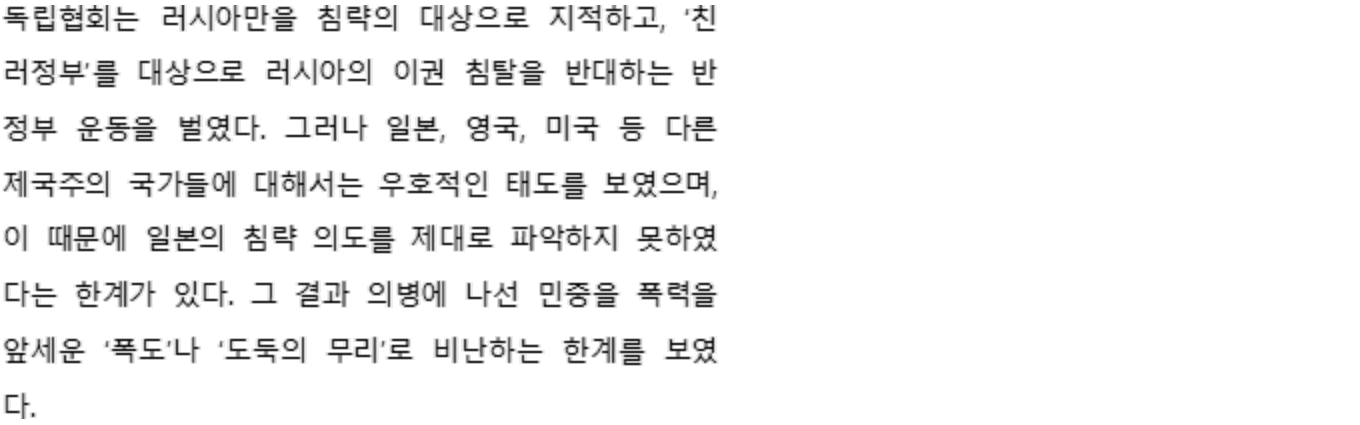 독립협회는 러시아만을 침략의 대상으로 지적하고, ‘친
러정부’를 대상으로 러시아의 이권 침탈을 반대하는 반
정부 운동을 벌였다. 그러나 일본, 영국, 미국 등 다른
제국주의 국가들에 대해서는 우호적인 태도를 보였으며,
이 때문에 일본의 침략 의도를 제대로 파악하지 못하였
다는 한계가 있다. 그 결과 의병에 나선 민중을 폭력을
앞세운 ‘폭도’나 ‘도둑의 무리’로 비난하는 한계를 보였
다.